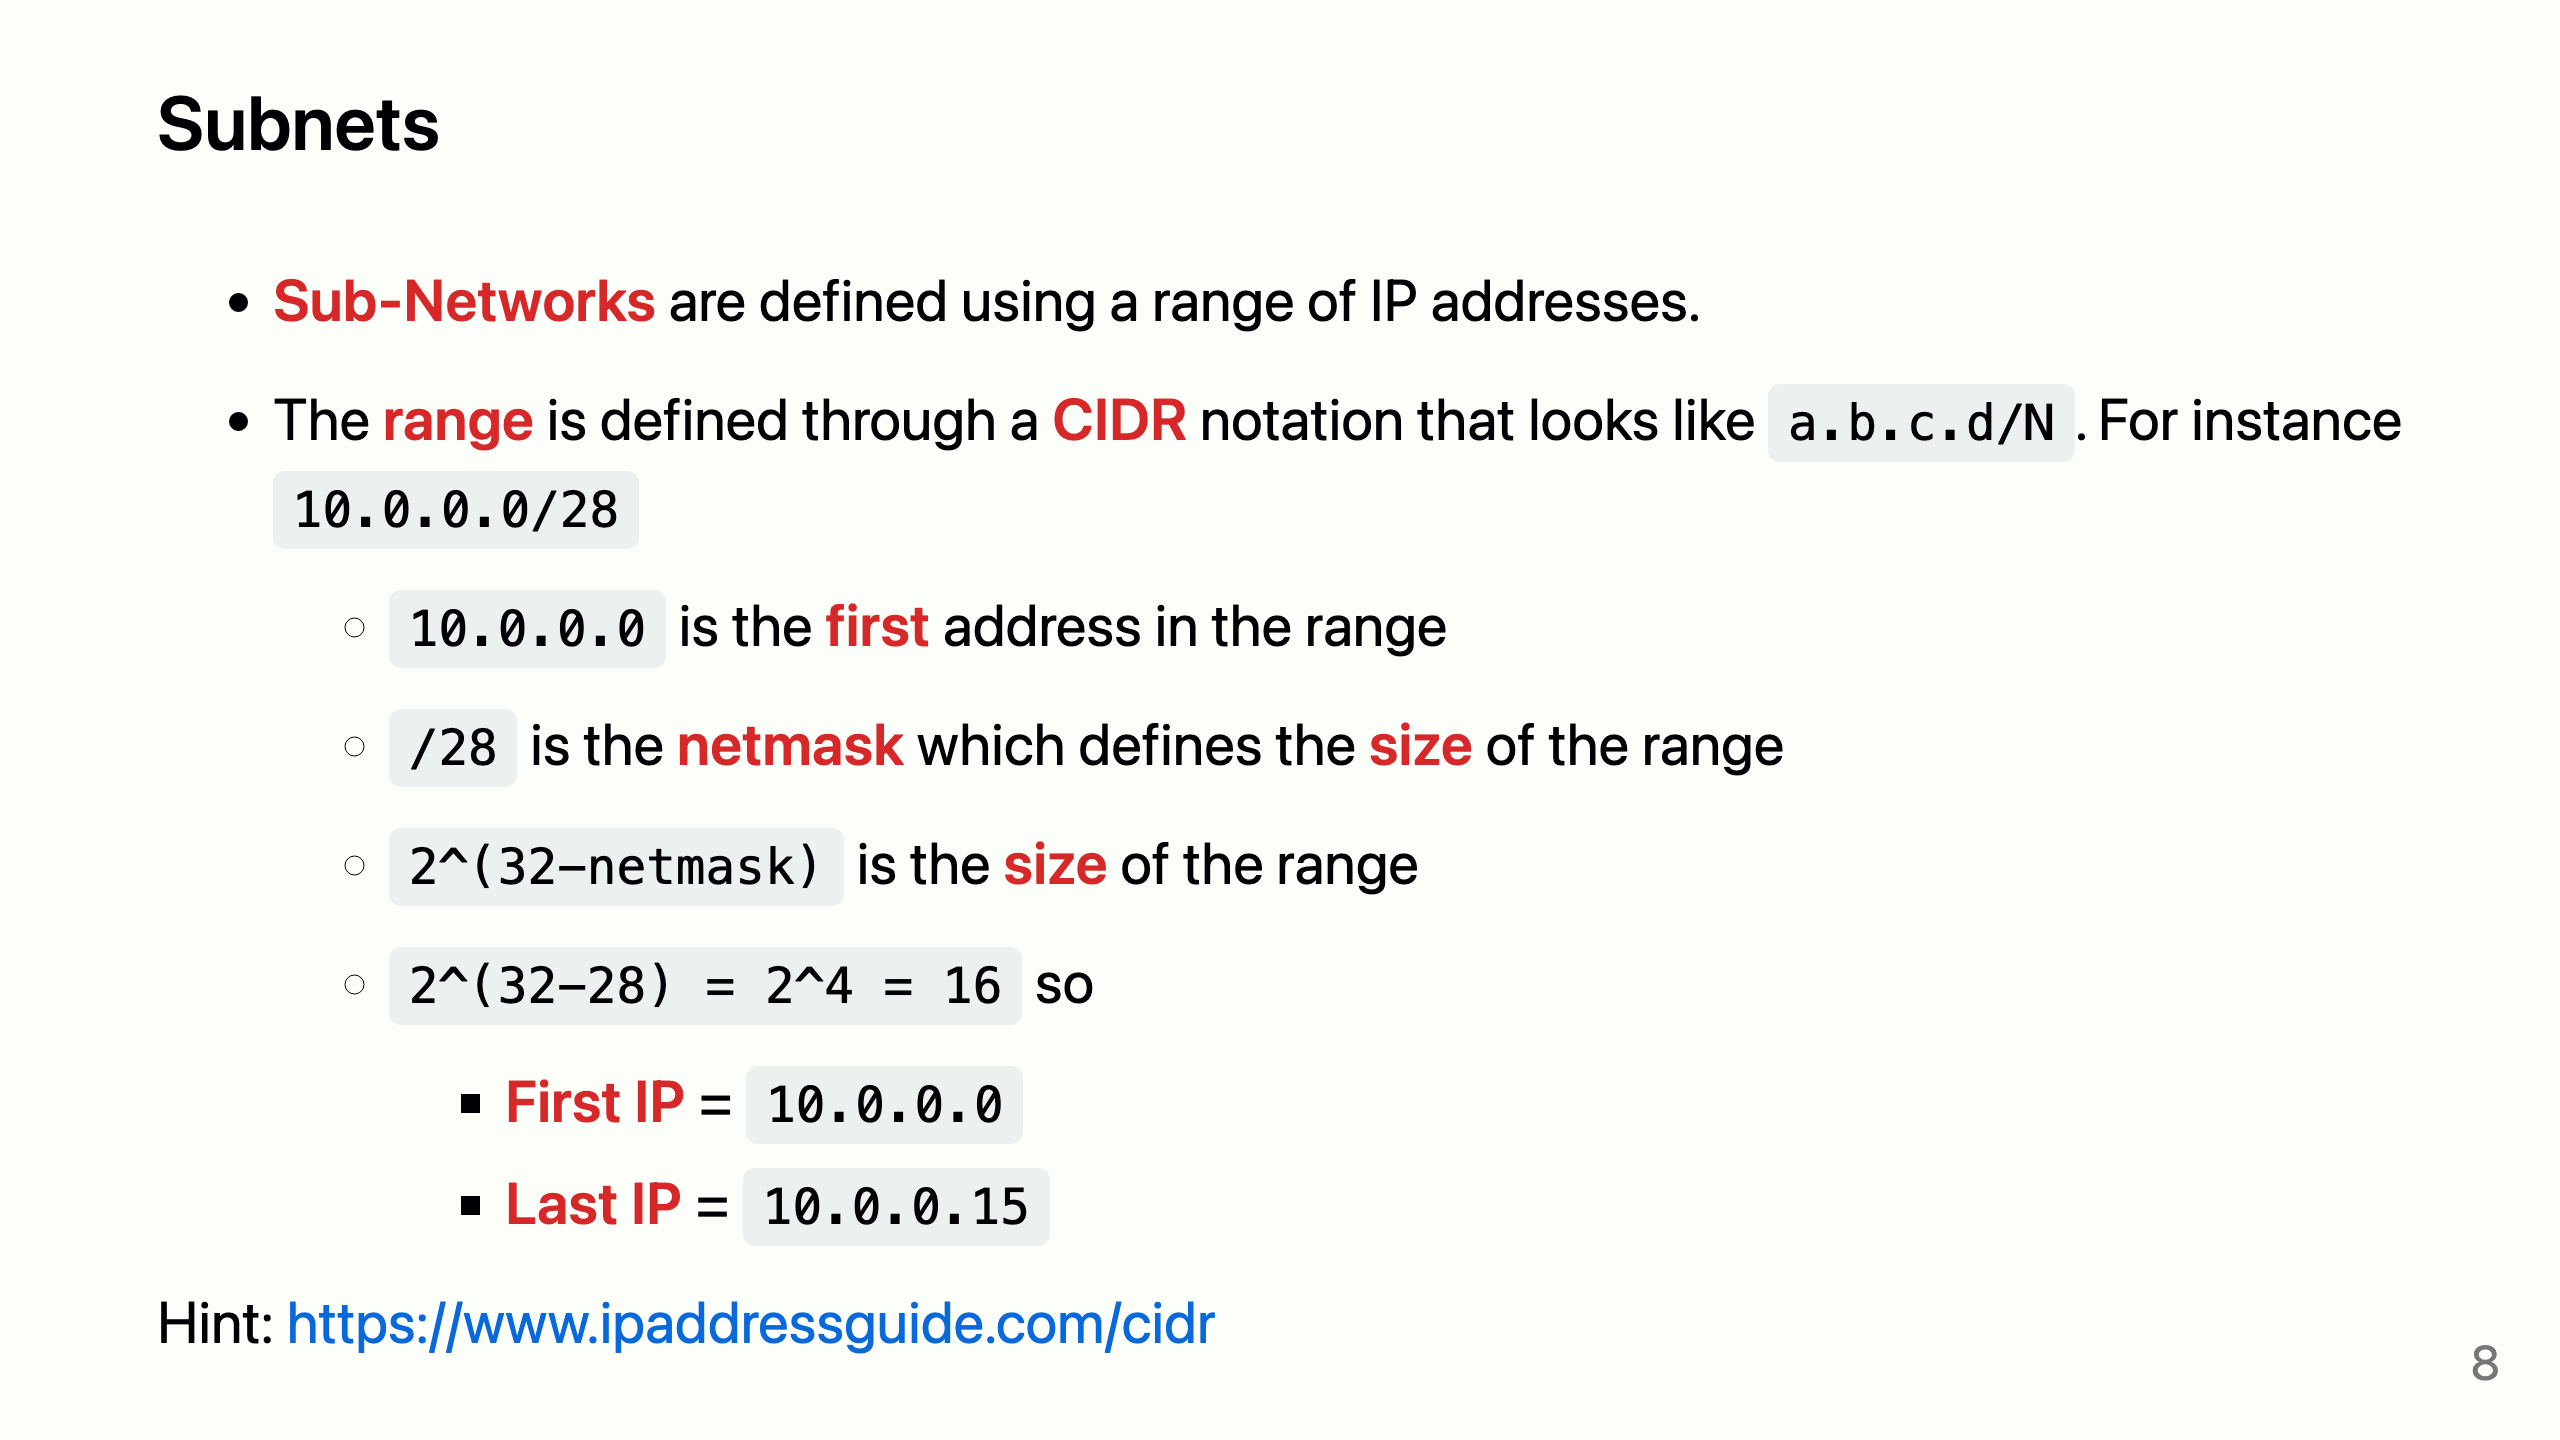 Subnets
• Sub-Networks are defined using a range of IP addresses.
• The range is defined through a CIDR notation that looks like a.b.c.d/N. For instance
10.0.0.0/28
○ 10.0.0.0 is the first address in the range
○ /28 is the netmask which defines the size of the range
○ 2^(32-netmask) is the size of the range
○ 2^(32-28) = 2^4 = 16 so
▪ First IP = 10.0.0.0
▪ Last IP = 10.0.0.15
Hint: https://www.ipaddressguide.com/cidr
8